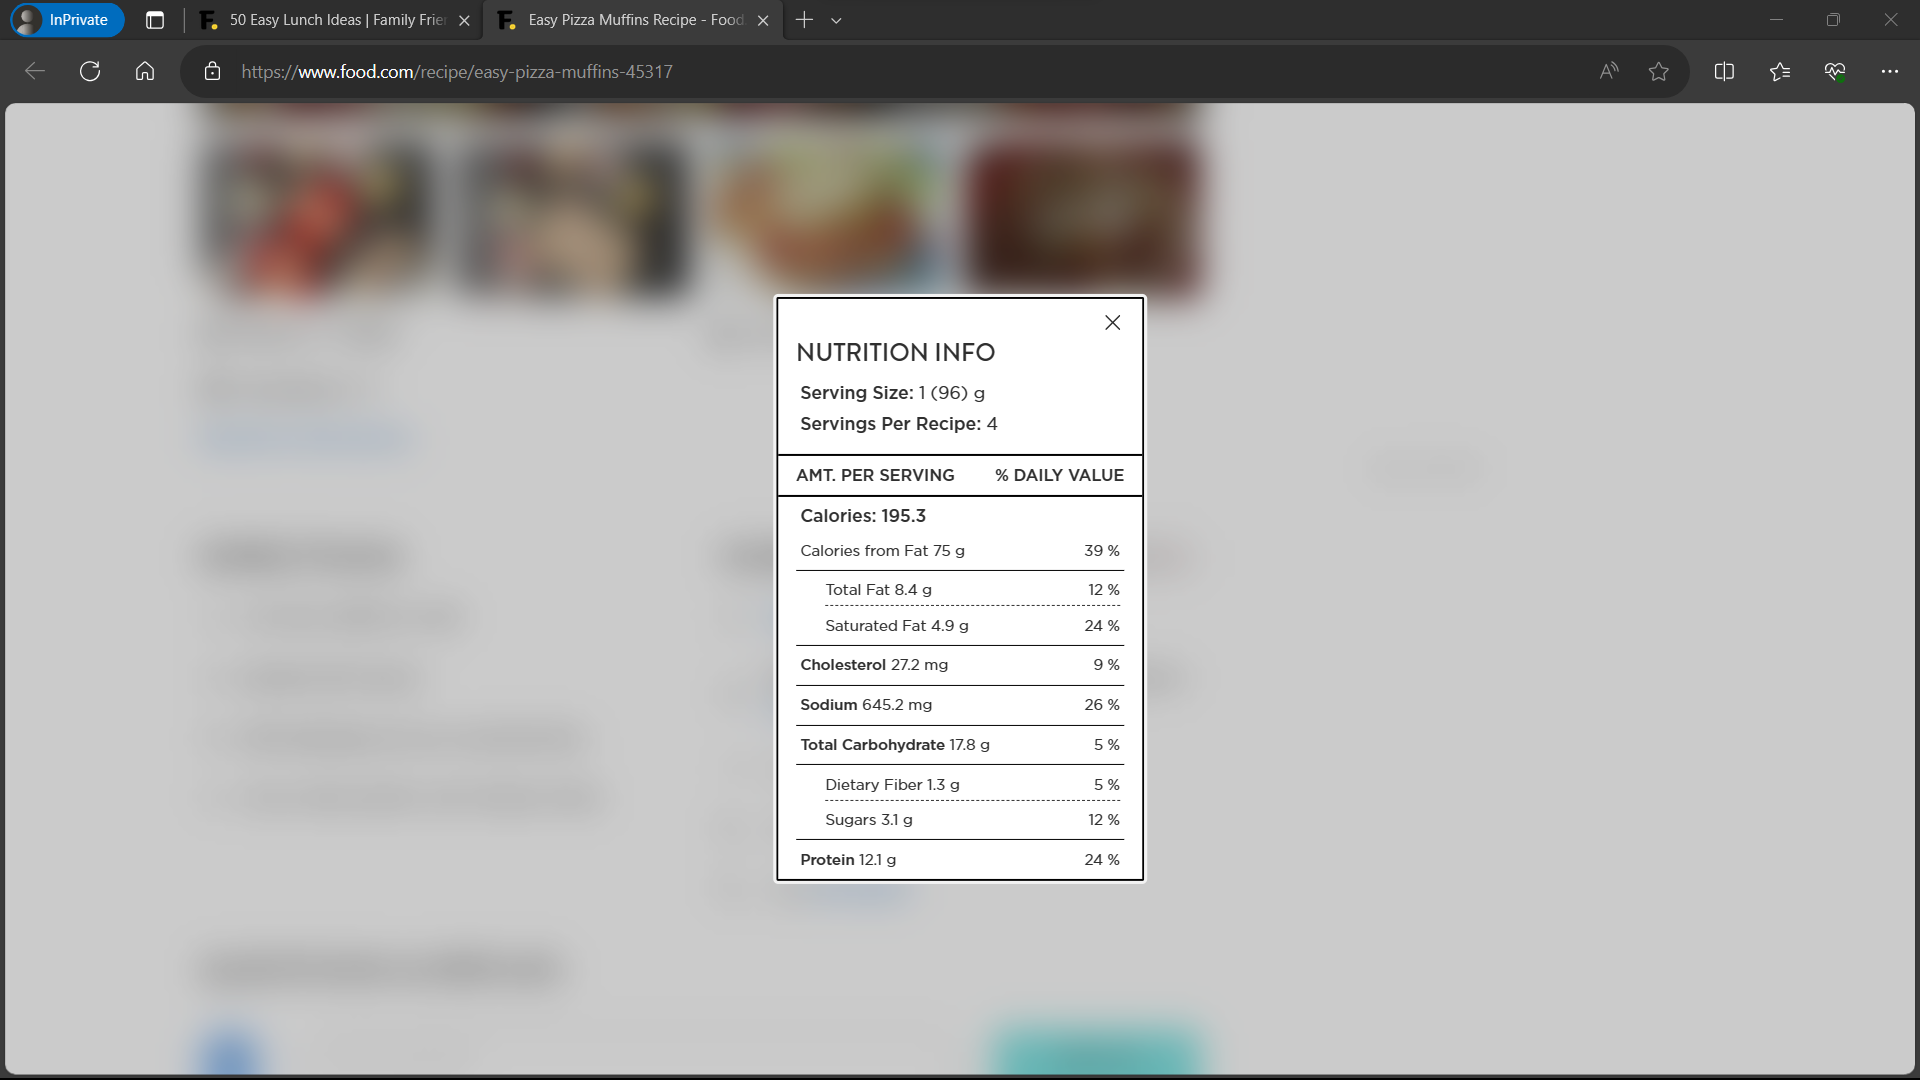 InPrivate
50 Easy Lunch Ideas | Family Frie
Easy Pizza Muffins Recipe - Food
https://www.food.com/recipe/easy-pizza-muffins-45317
NUTRITION INFO
Serving Size: 1 (96) g
Servings Per Recipe: 4
AMT. PER SERVING % DAILY VALUE
Calories: 195.3
Calories from Fat 75 g 39 %
Total Fat 8.4 g 12 %
Saturated Fat 4.9 g 24 %
Cholesterol 27.2 mg 9 %
Sodium 645.2 mg 26 %
Total Carbohydrate 17.8 g 5 %
Dietary Fiber 1.3 g 5 %
Sugars 3.1 g 12 %
Protein 12.1 g 24 %